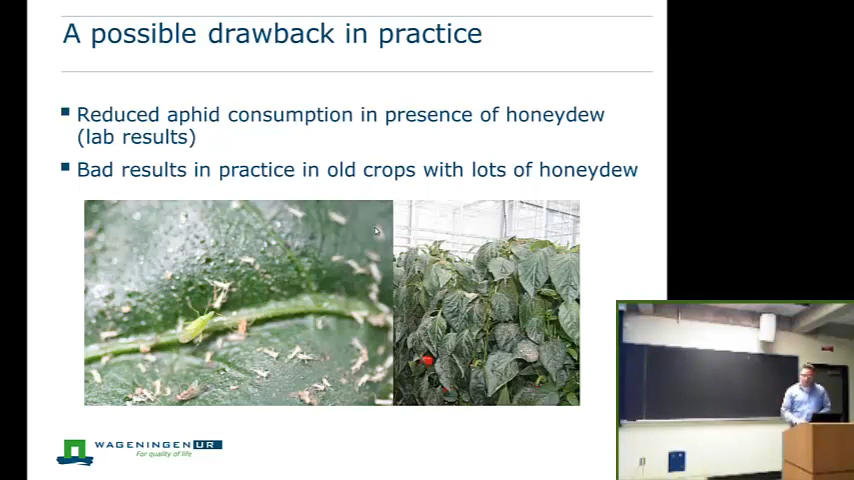 A possible drawback in practice
Reduced aphid consumption in presence of honeydew
(lab results)
Bad results in practice in old crops with lots of honeydew
WAGENINGEN UR
For quality of life